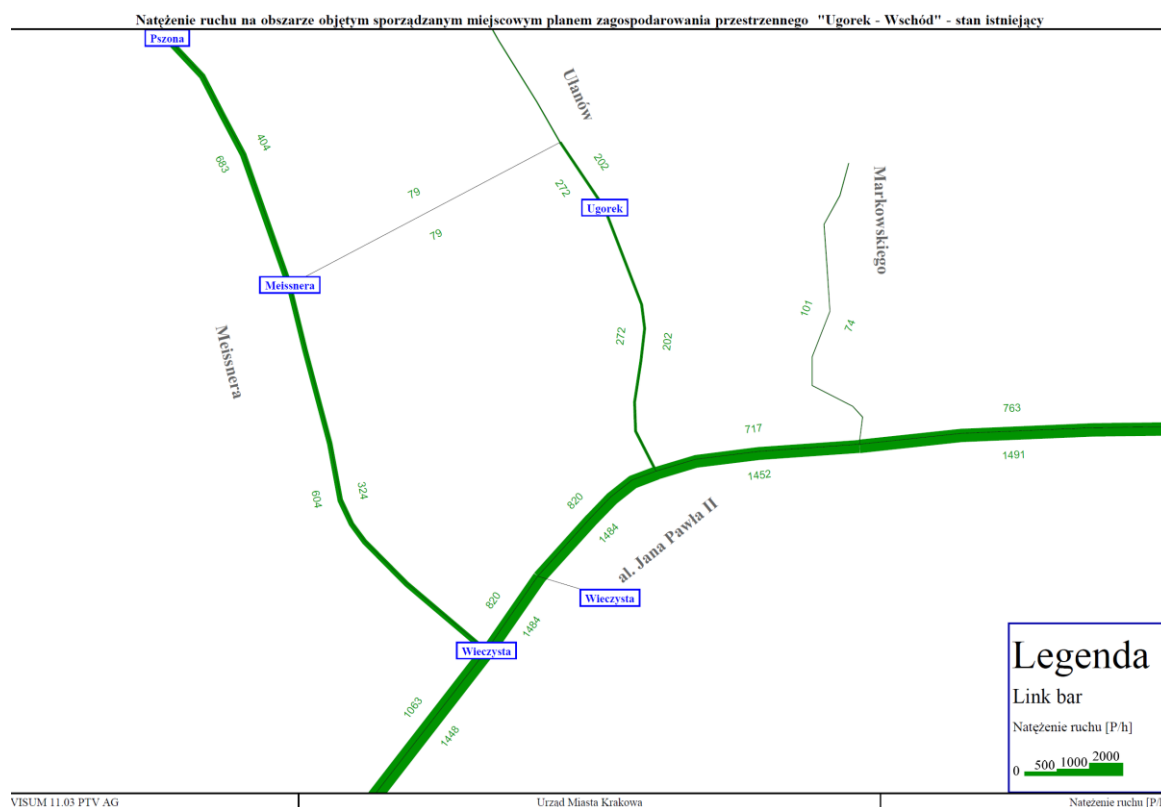 Natężenie ruchu na obszarze objętym sporządzanym miejscowym planem zagospodarowania przestrzennego "Ugorek - Wschód" - stan istniejący
Pszona
Ułanów
404
683
202
272
79
79
Markowskiego
Ugorek
Meissnera
101
74
272
202
Meissnera
763
717
1491
1452
324
604
820
1484
al. Jana Pawła II
820
Wieczysta
1484
Wieczysta
1063
1448
Legenda
Link bar
Natężenie ruchu [P/h]
0 500 1000 2000
VISUM 11.03 PTV AG
Urzad Miasta Krakowa
Natężenie ruchu [P/